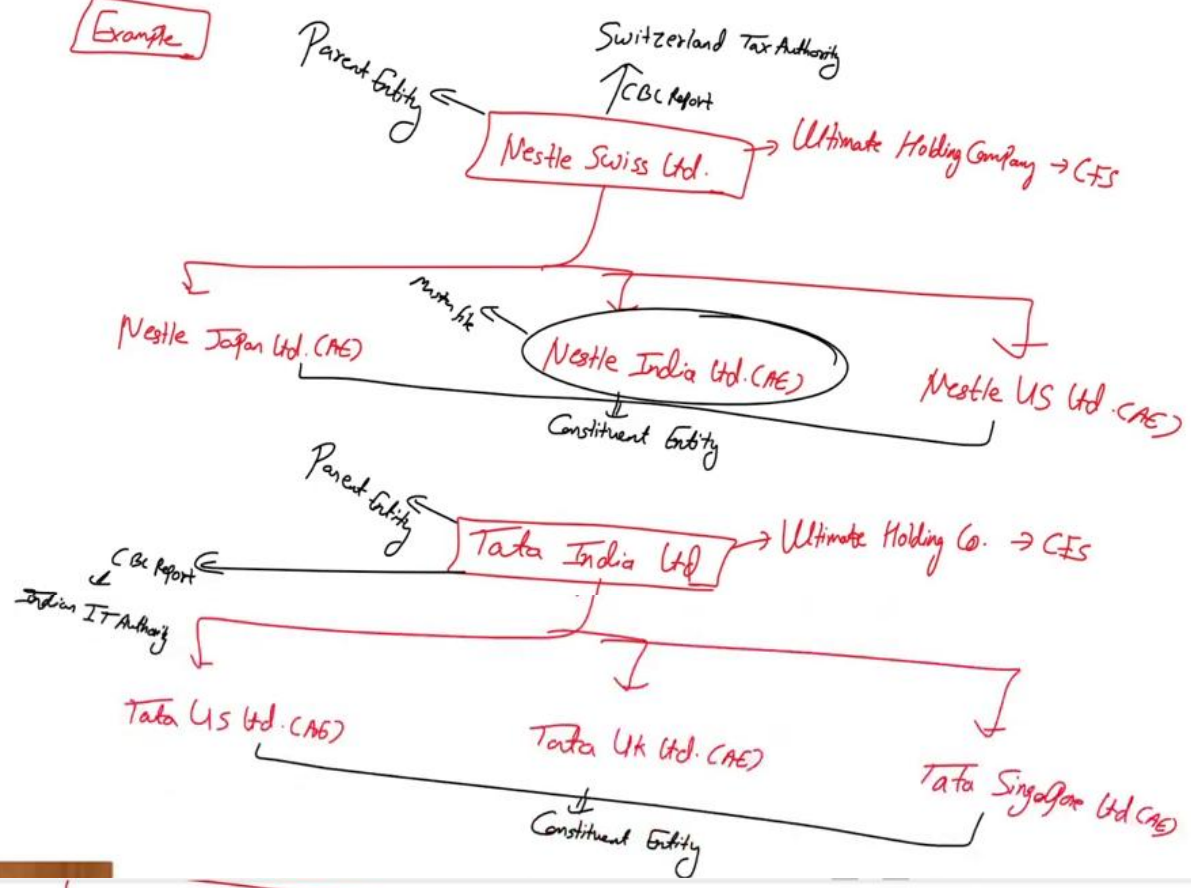 Example
Switzerland Tax Authority
Parent Entity
CBC Report
Nestle Swiss Ltd.
Ultimate Holding Company → CFS
Master file
Nestle Japan Ltd. (AE)
Nestle India Ltd. (AE)
Nestle US Ltd. (AE)
Constituent Entity
Parent Entity
Tata India Ltd
Ultimate Holding Co. → CFS
CBC Report
Indian IT Authority
Tata US Ltd. (AE)
Tata UK Ltd. (AE)
Tata Singapore Ltd (AE)
Constituent Entity